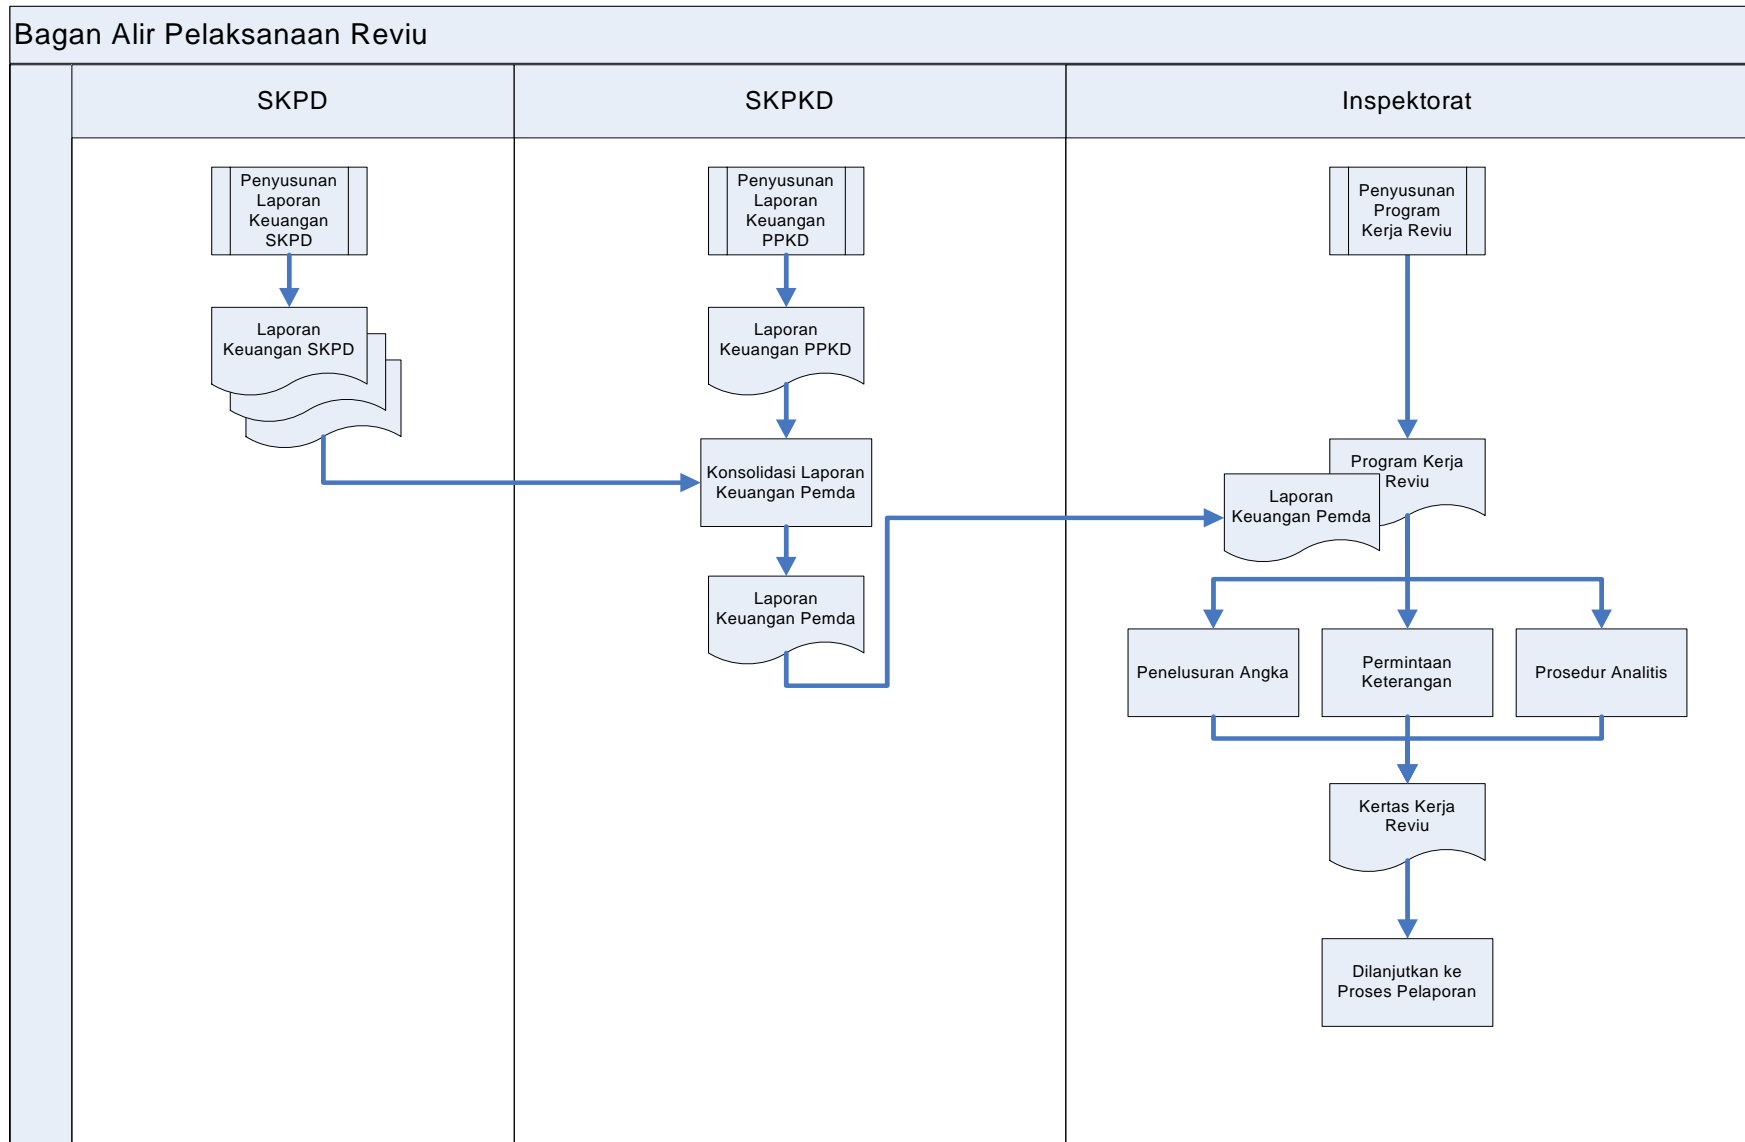 Bagan Alir Pelaksanaan Reviu
SKPD
SKPKD
Inspektorat
Penyusunan
Laporan
Keuangan
SKPD
Penyusunan
Laporan
Keuangan
PPKD
Penyusunan
Program
Kerja Reviu
Laporan
Keuangan SKPD
Laporan
Keuangan PPKD
Konsolidasi Laporan
Keuangan Pemda
Program Kerja
Reviu
Laporan
Keuangan Pemda
Laporan
Keuangan Pemda
Penelusuran Angka
Permintaan
Keterangan
Prosedur Analitis
Kertas Kerja
Reviu
Dilanjutkan ke
Proses Pelaporan